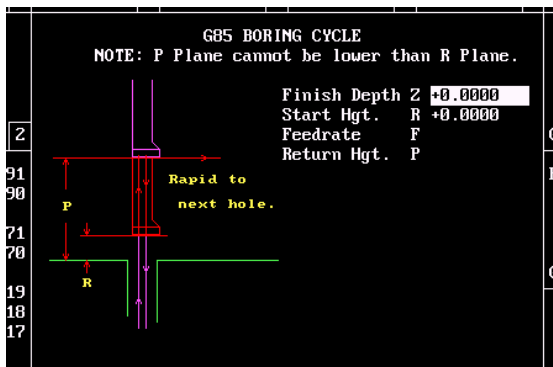 G85 BORING CYCLE
NOTE: P Plane cannot be lower than R Plane.
Finish Depth Z +0.0000
Start Hgt. R +0.0000
Feedrate F
Return Hgt. P
2
91
90
71
70
19
18
17
Rapid to
next hole.
P
R